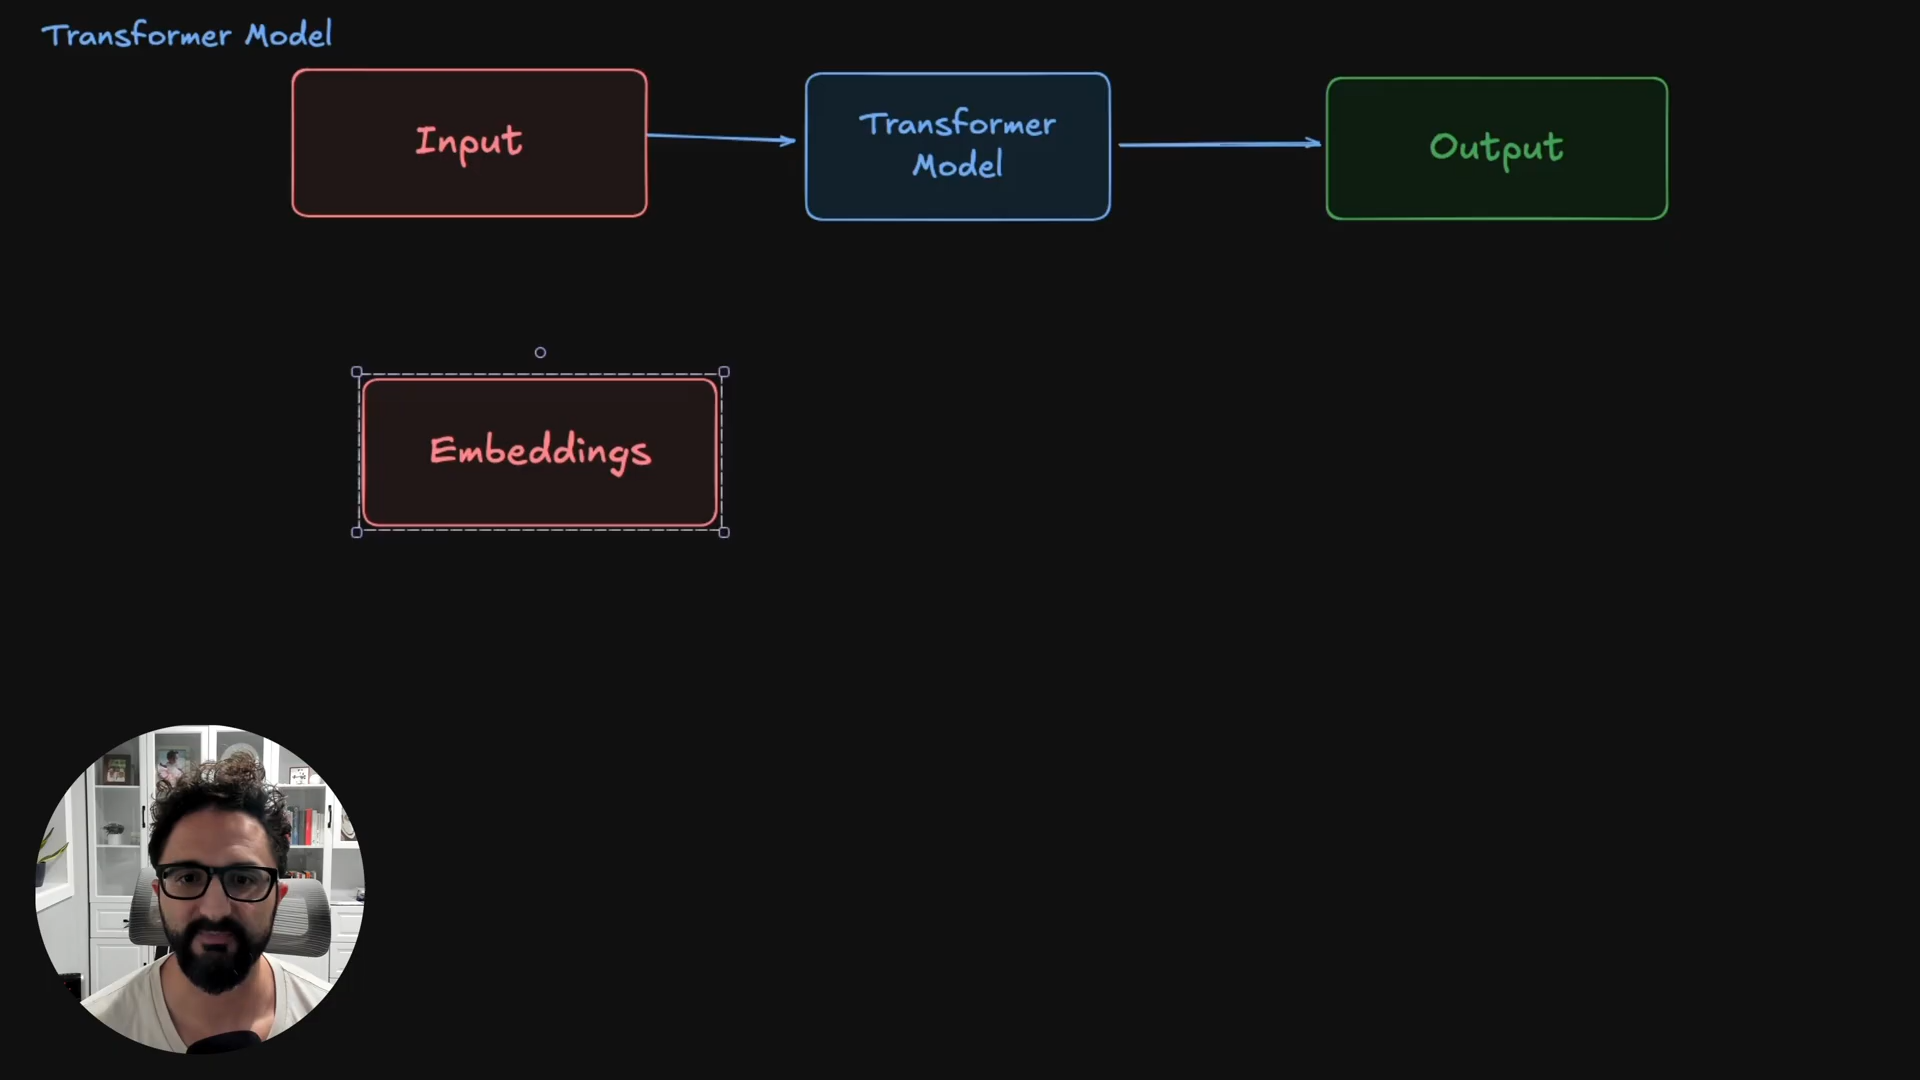 Transformer Model
Input
Transformer
Model
Output
Embeddings